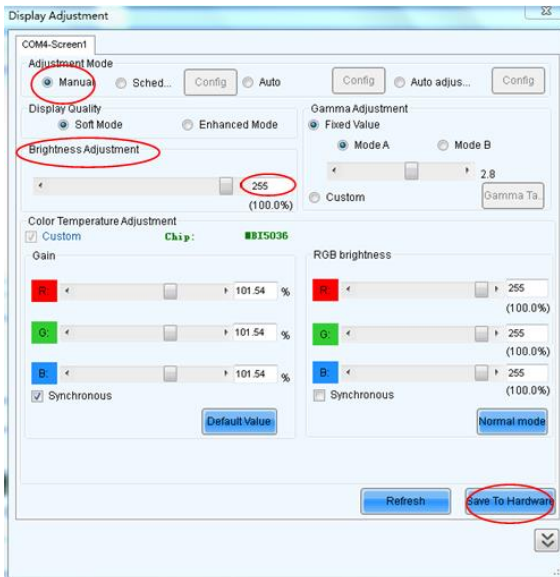 Display Adjustment
COM4-Screen1
Adjustment Mode
Manual Sched... Config Auto Config Auto adjus... Config
Display Quality
Soft Mode Enhanced Mode
Gamma Adjustment
Fixed Value
Mode A Mode B
2.8
Custom Gamma Ta..
Brightness Adjustment
255
(100.0%)
Color Temperature Adjustment
Custom Chip: MBI5036
Gain
R: 101.54 %
G: 101.54 %
B: 101.54 %
Synchronous
Default Value
RGB brightness
R: 255
(100.0%)
G: 255
(100.0%)
B: 255
(100.0%)
Synchronous
Normal mode
Refresh Save To Hardware